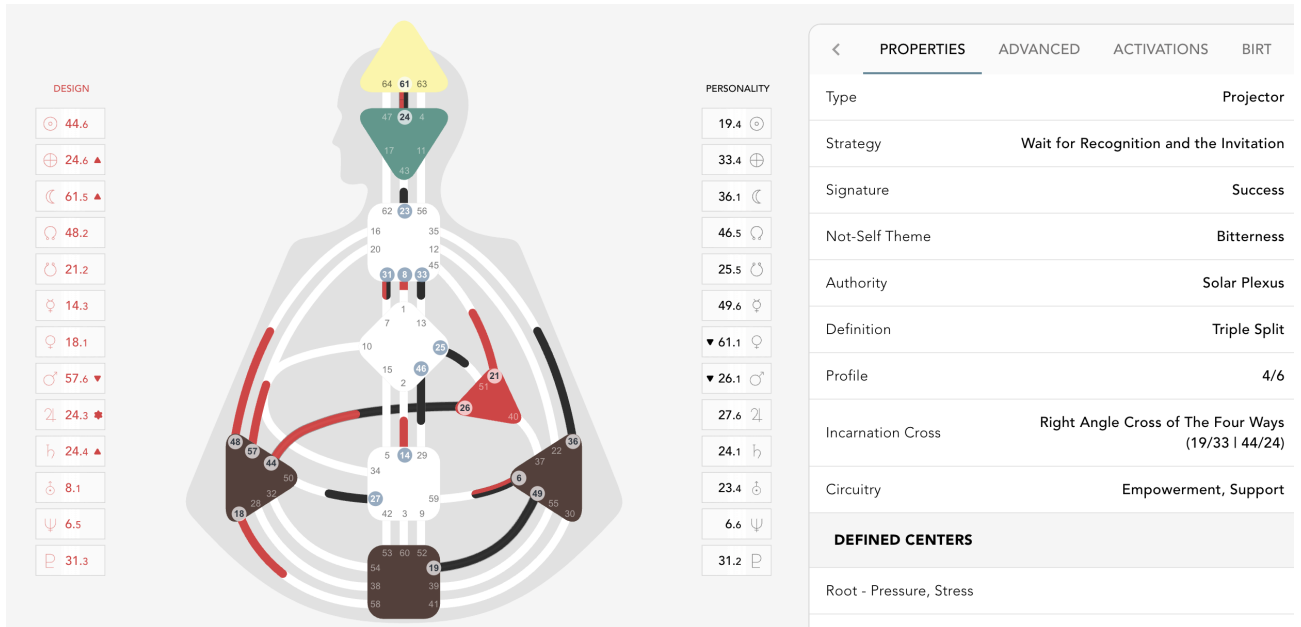 DESIGN
44.6
24.6
61.5
48.2
21.2
14.3
18.1
57.6
24.3
24.4
8.1
6.5
31.3
64 61 63
47 24 4
17 11
43
62 23 56
16 35
20 12
45
31 8 33
1
7 13
10 25
15 46
2
21
51
26 40
48 36
57 22
44 37
50 6
32 49
28 55
18 30
5 14 29
34
27 59
42 3 9
53 60 52
54 19
38 39
58 41
PERSONALITY
19.4
33.4
36.1
46.5
25.5
49.6
61.1
26.1
27.6
24.1
23.4
6.6
31.2
PROPERTIES ADVANCED ACTIVATIONS BIRT
Type Projector
Strategy Wait for Recognition and the Invitation
Signature Success
Not-Self Theme Bitterness
Authority Solar Plexus
Definition Triple Split
Profile 4/6
Incarnation Cross Right Angle Cross of The Four Ways
(19/33 | 44/24)
Circuitry Empowerment, Support
DEFINED CENTERS
Root - Pressure, Stress